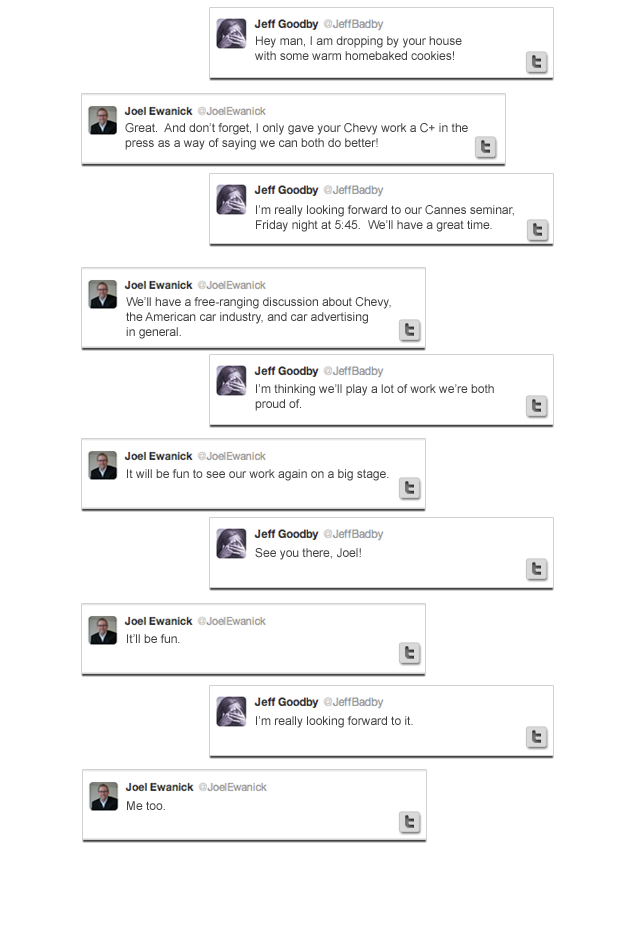 Jeff Goodby @JeffBadby
Hey man, I am dropping by your house
with some warm homebaked cookies!
Joel Ewanick @JoelEwanick
Great.  And don't forget, I only gave your Chevy work a C+ in the
press as a way of saying we can both do better!
Jeff Goodby @JeffBadby
I'm really looking forward to our Cannes seminar,
Friday night at 5:45.  We'll have a great time.
Joel Ewanick @JoelEwanick
We'll have a free-ranging discussion about Chevy,
the American car industry, and car advertising
in general.
Jeff Goodby @JeffBadby
I'm thinking we'll play a lot of work we're both
proud of.
Joel Ewanick @JoelEwanick
It will be fun to see our work again on a big stage.
Jeff Goodby @JeffBadby
See you there, Joel!
Joel Ewanick @JoelEwanick
It'll be fun.
Jeff Goodby @JeffBadby
I'm really looking forward to it.
Joel Ewanick @JoelEwanick
Me too.